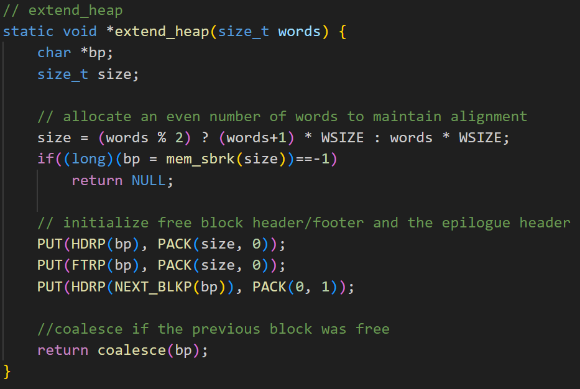 // extend_heap
static void *extend_heap(size_t words) {
    char *bp;
    size_t size;

    // allocate an even number of words to maintain alignment
    size = (words % 2) ? (words+1) * WSIZE : words * WSIZE;
    if((long)(bp = mem_sbrk(size))==-1)
        return NULL;

    // initialize free block header/footer and the epilogue header
    PUT(HDRP(bp), PACK(size, 0));
    PUT(FTRP(bp), PACK(size, 0));
    PUT(HDRP(NEXT_BLKP(bp)), PACK(0, 1));

    //coalesce if the previous block was free
    return coalesce(bp);
}